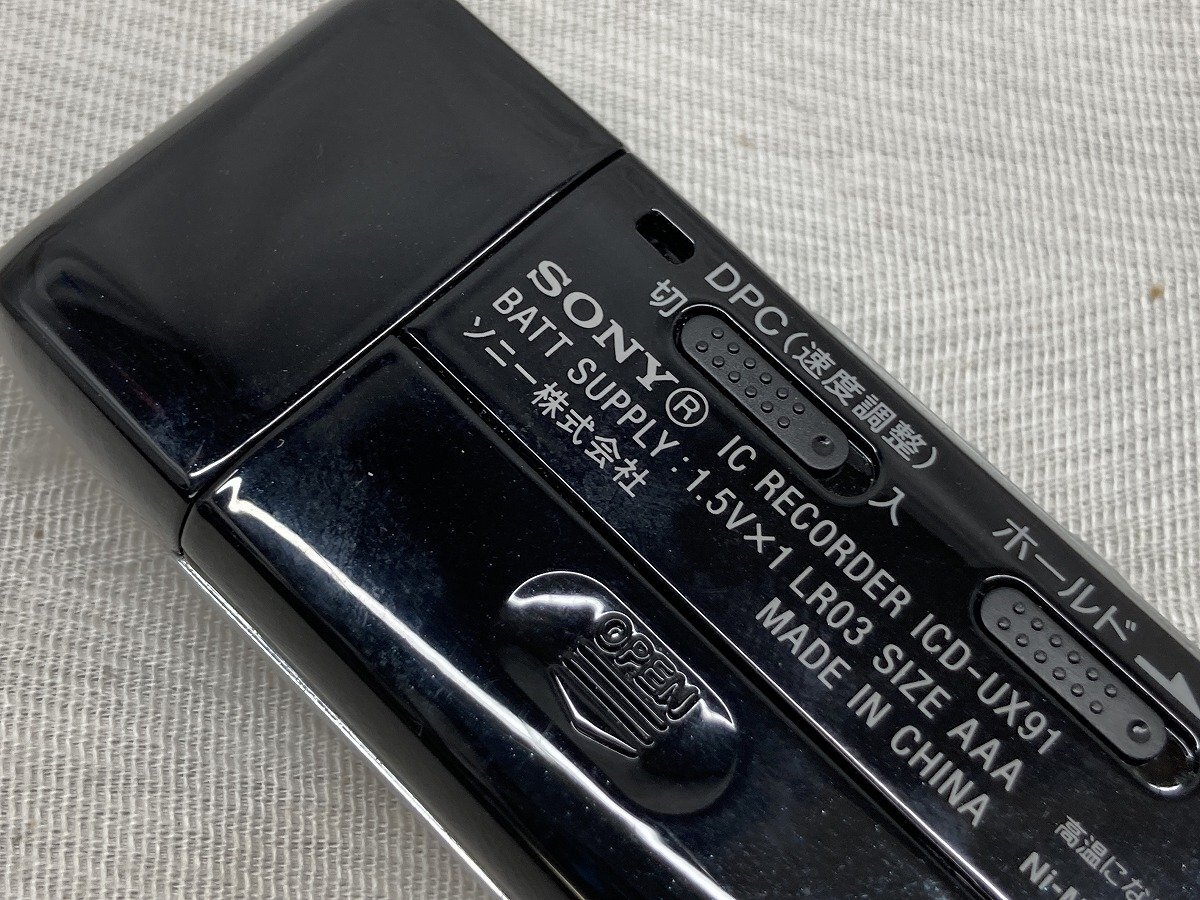 DPC(速度調整)
切
入
ホールド
SONY® IC RECORDER ICD-UX91
BATT SUPPLY: 1.5V×1 LR03 SIZE AAA
ソニー株式会社 MADE IN CHINA
OPEN
高温にな
Ni-M